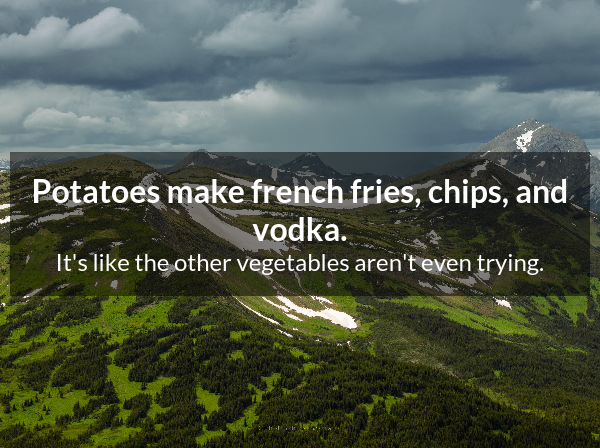 Potatoes make french fries, chips, and
vodka.
It's like the other vegetables aren't even trying.